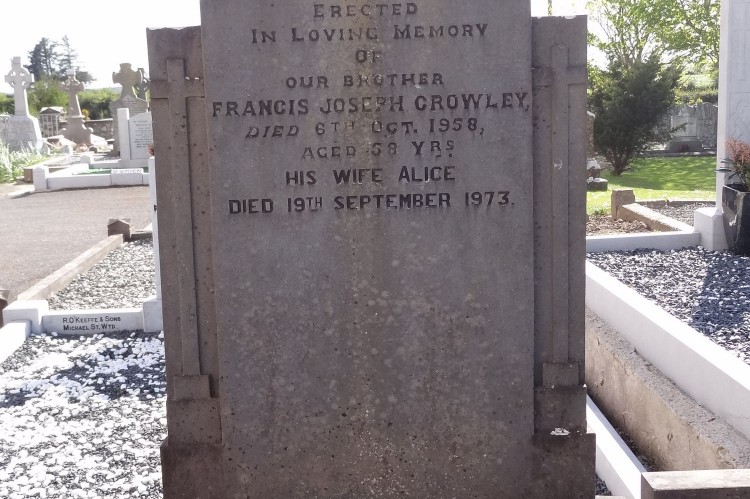 ERECTED
IN LOVING MEMORY
OF
OUR BROTHER
FRANCIS JOSEPH CROWLEY,
DIED 6TH OCT. 1958,
AGED 58 YRS
HIS WIFE ALICE
DIED 19TH SEPTEMBER 1973.
R.O'KEEFFE & SONS
MICHAEL ST. WTD.